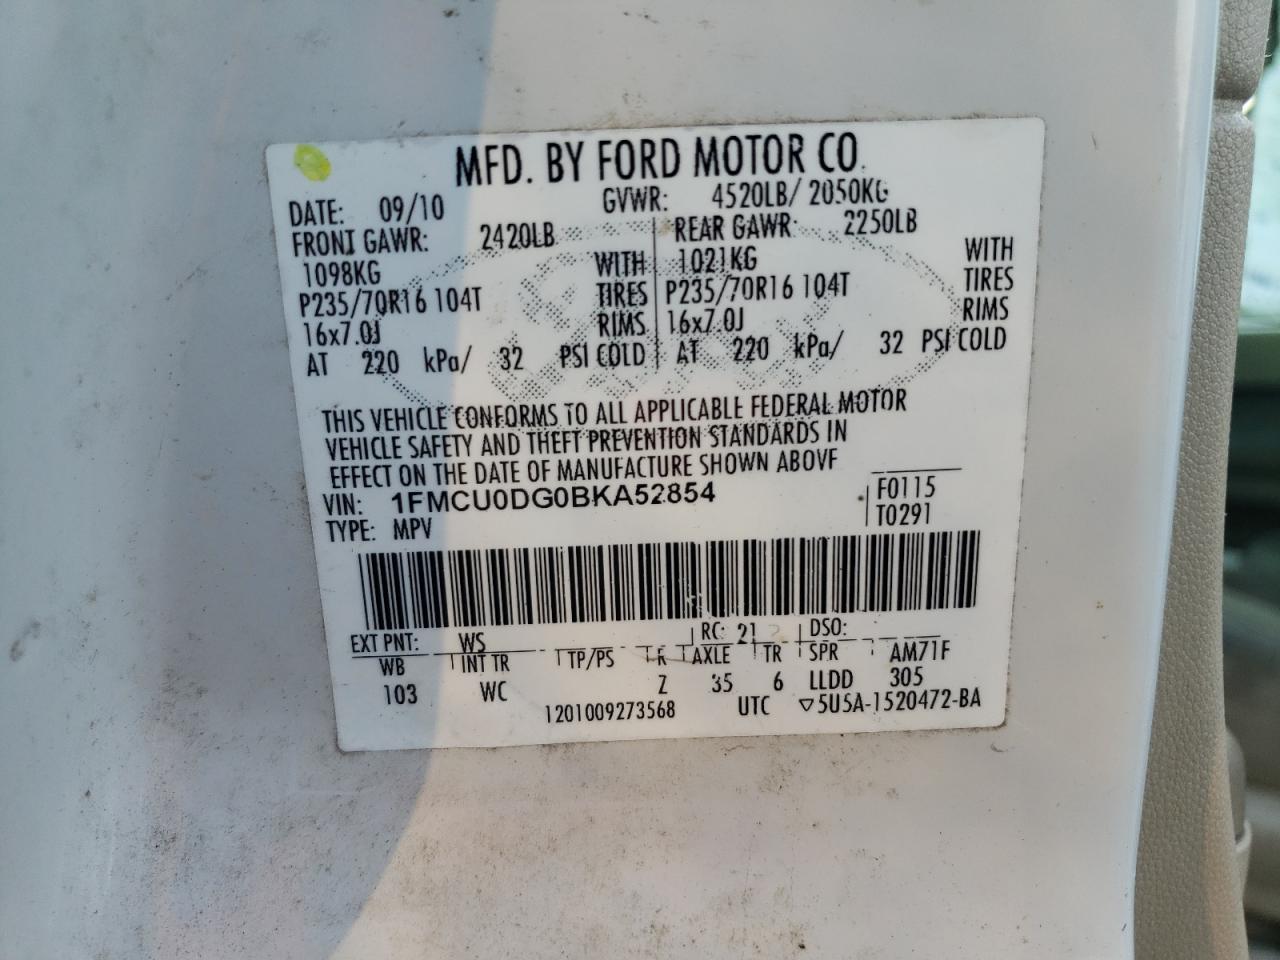 MFD. BY FORD MOTOR CO.
DATE: 09/10 GVWR: 4520LB/ 2050KG
FRONT GAWR: 2420LB REAR GAWR: 2250LB
1098KG WITH 1021KG WITH
P235/70R16 104T TIRES P235/70R16 104T TIRES
16x7.0J RIMS 16x7.0J RIMS
AT 220 kPa/ 32 PSI COLD AT 220 kPa/ 32 PSI COLD
THIS VEHICLE CONFORMS TO ALL APPLICABLE FEDERAL MOTOR
VEHICLE SAFETY AND THEFT PREVENTION STANDARDS IN
EFFECT ON THE DATE OF MANUFACTURE SHOWN ABOVE
VIN: 1FMCU0DG0BKA52854 F0115
TYPE: MPV T0291
EXT PNT: WS RC: 21 DSO:
WB INT TR TP/PS R AXLE TR SPR AM71F
103 WC Z 35 6 LLDD 305
1201009273568 UTC ▽5U5A-1520472-BA